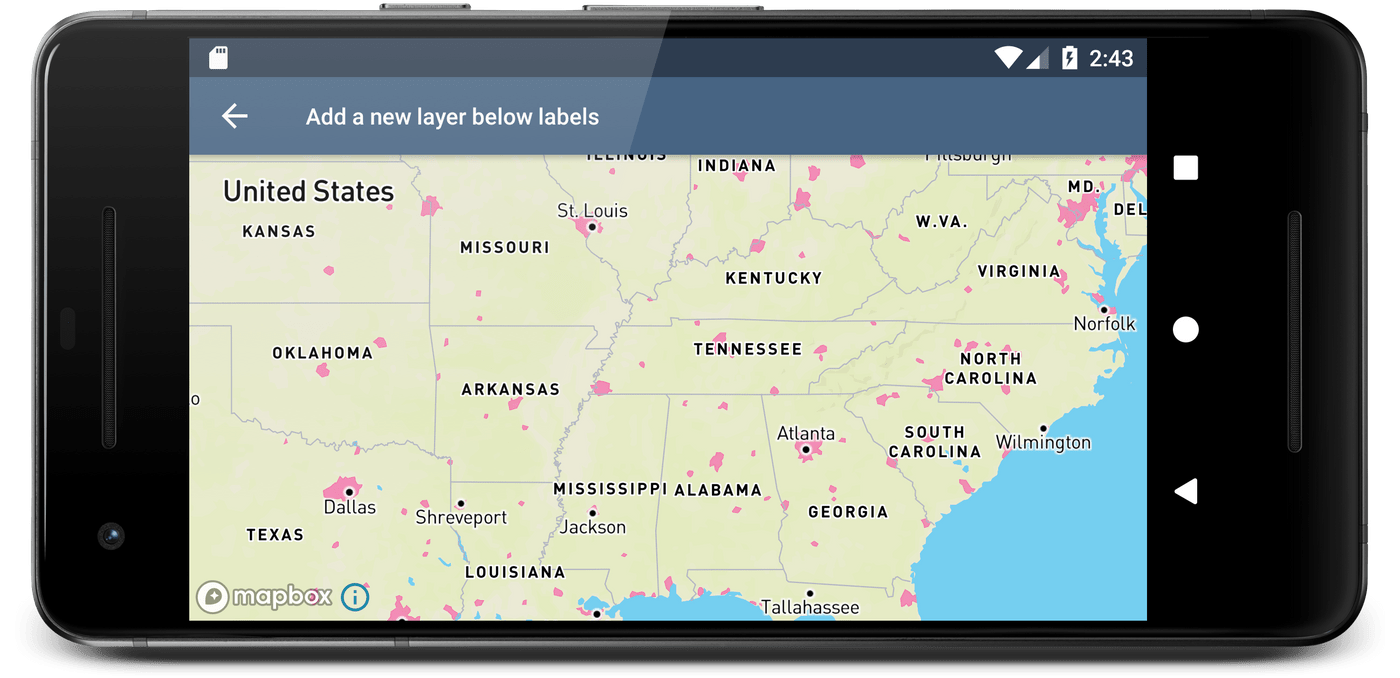 2:43
Add a new layer below labels
ILLINOIS
INDIANA
Pittsburgh
United States
MD.
KANSAS
St. Louis
DEL
W.VA.
MISSOURI
KENTUCKY
VIRGINIA
Norfolk
OKLAHOMA
TENNESSEE
NORTH
CAROLINA
ARKANSAS
o
Atlanta
SOUTH
CAROLINA
Wilmington
MISSISSIPPI
ALABAMA
Dallas
Shreveport
Jackson
GEORGIA
TEXAS
LOUISIANA
mapbox
i
Tallahassee